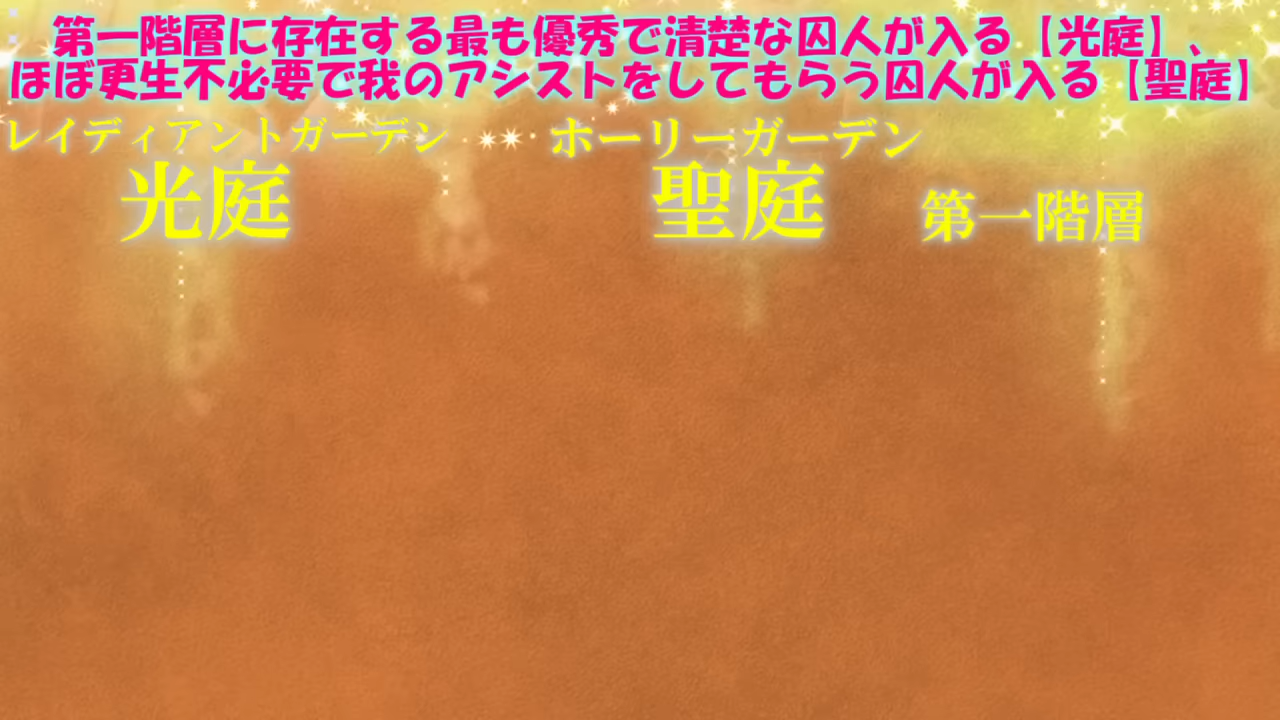 第一階層に存在する最も優秀で清楚な囚人が入る【光庭】、
ほぼ更生不必要で我のアシストをしてもらう囚人が入る【聖庭】
レイディアントガーデン ホーリーガーデン
光庭 聖庭 第一階層